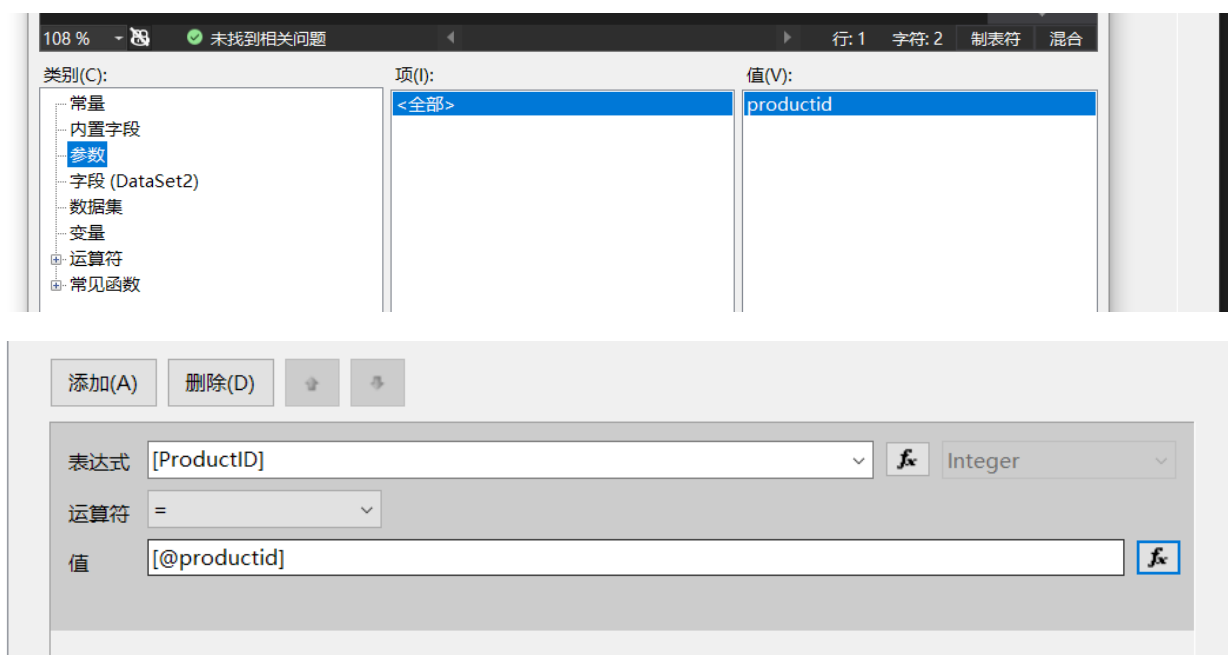 108 % 未找到相关问题 行: 1 字符: 2 制表符 混合
类别(C): 项(I): 值(V):
常量 <全部> productid
内置字段
参数
字段 (DataSet2)
数据集
变量
运算符
常见函数
添加(A) 删除(D)
表达式 [ProductID] fx Integer
运算符 =
值 [@productid] fx